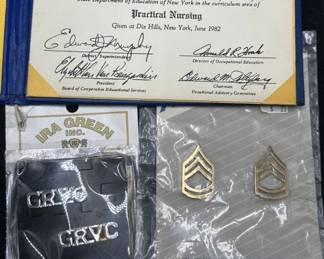 State Department of Education of New York in the curriculum area of
Practical Nursing
Given at Dix Hills, New York, June 1982
District Superintendent
Director of Occupational Education
President
Board of Cooperative Educational Services
Chairman
Vocational Advisory Committee
IRA GREEN
INC.
GRVC
GRVC